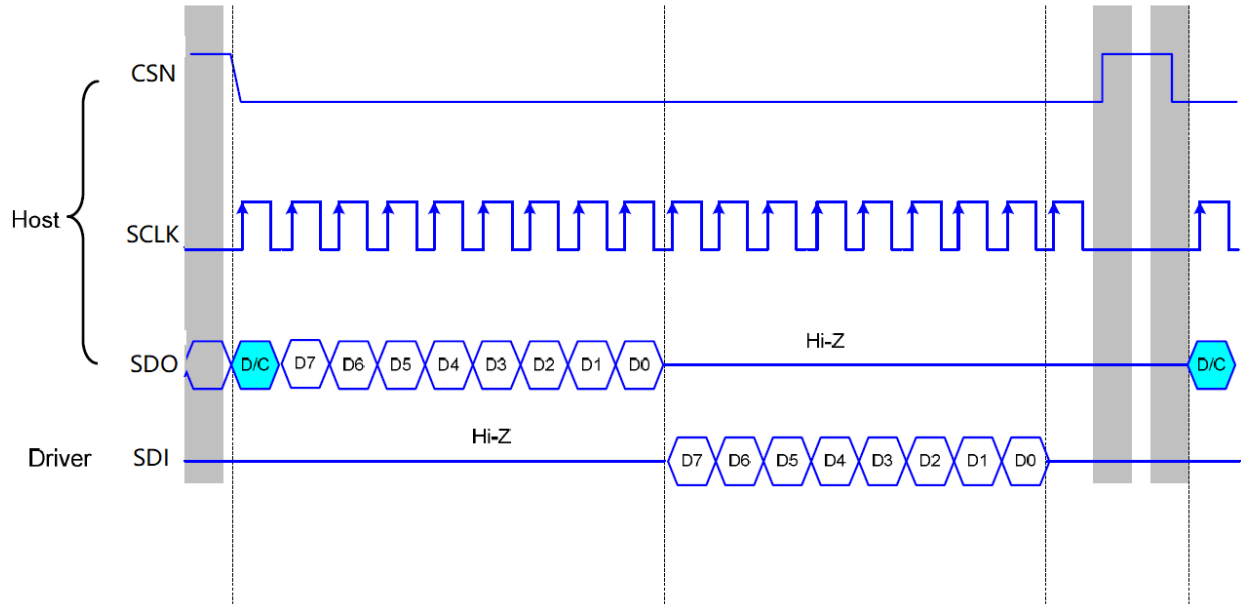 CSN
Host
SCLK
SDO D/C D7 D6 D5 D4 D3 D2 D1 D0 Hi-Z D/C
Hi-Z
Driver SDI D7 D6 D5 D4 D3 D2 D1 D0